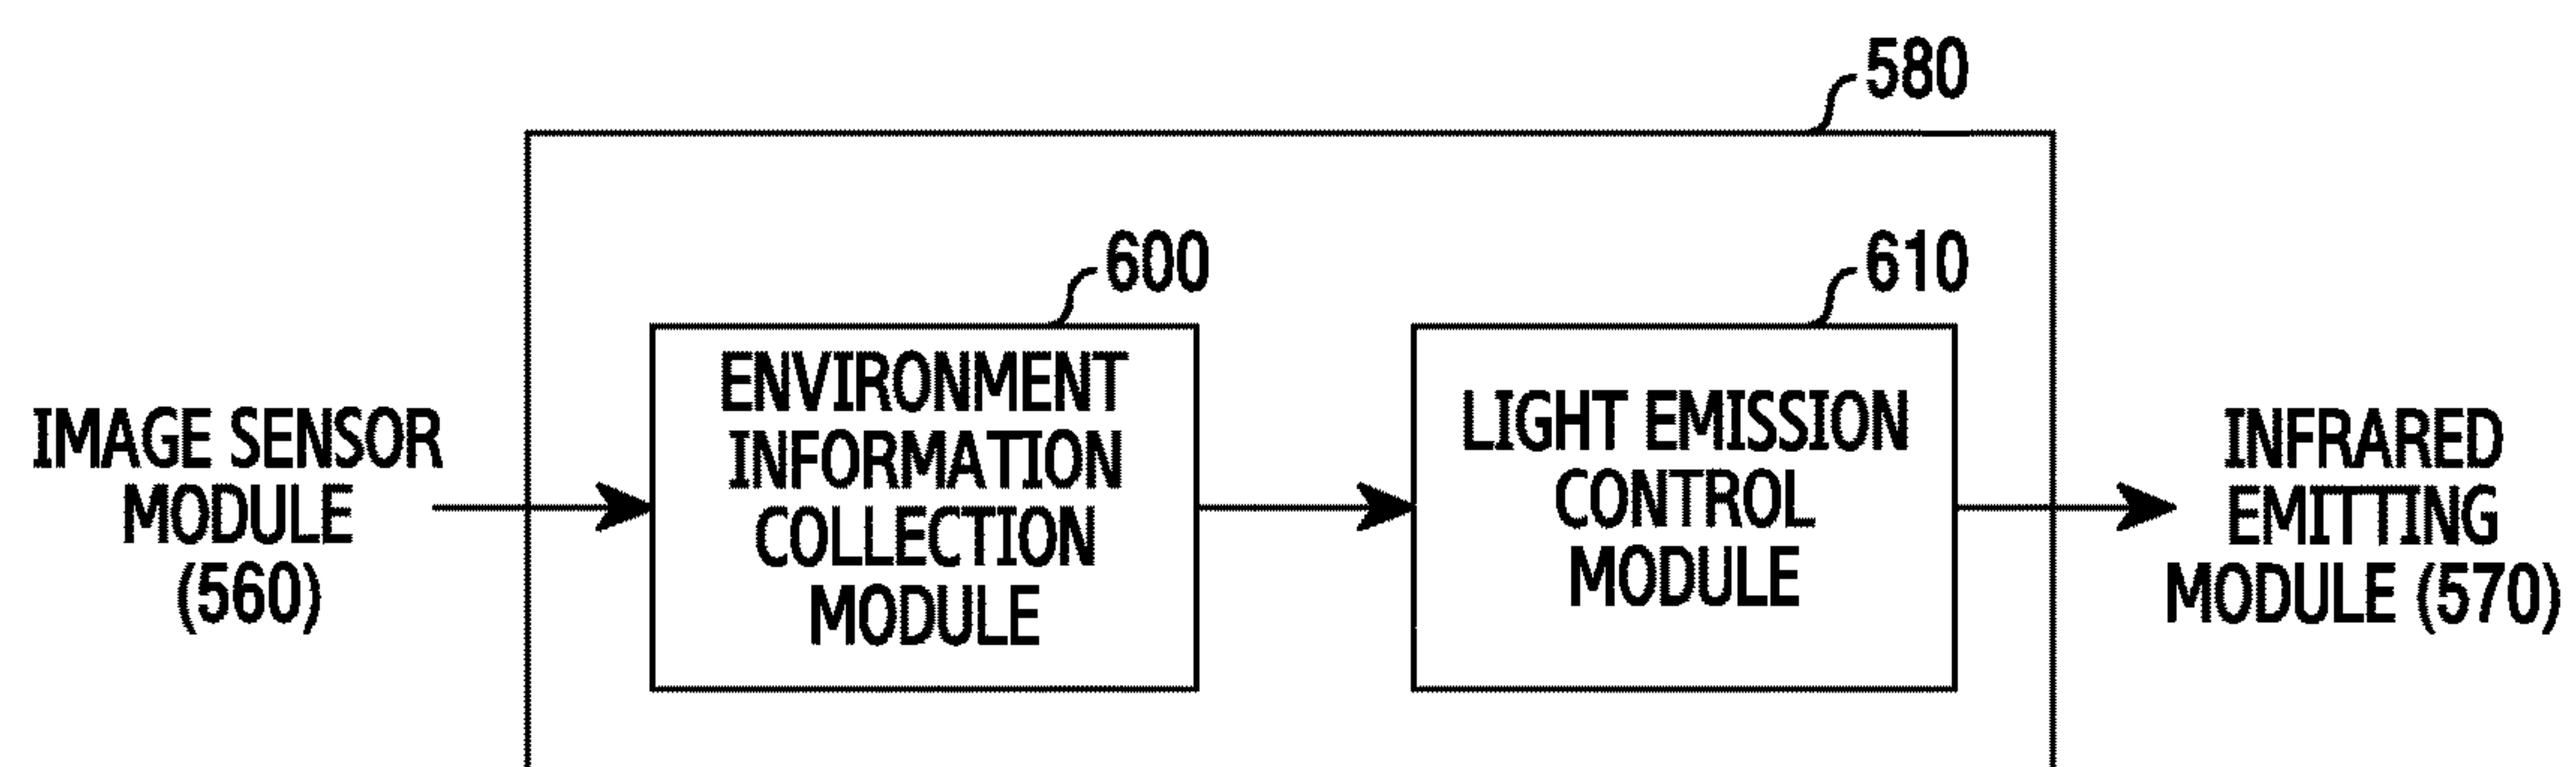 580
600
610
IMAGE SENSOR
MODULE
(560)
ENVIRONMENT
INFORMATION
COLLECTION
MODULE
LIGHT EMISSION
CONTROL
MODULE
INFRARED
EMITTING
MODULE (570)